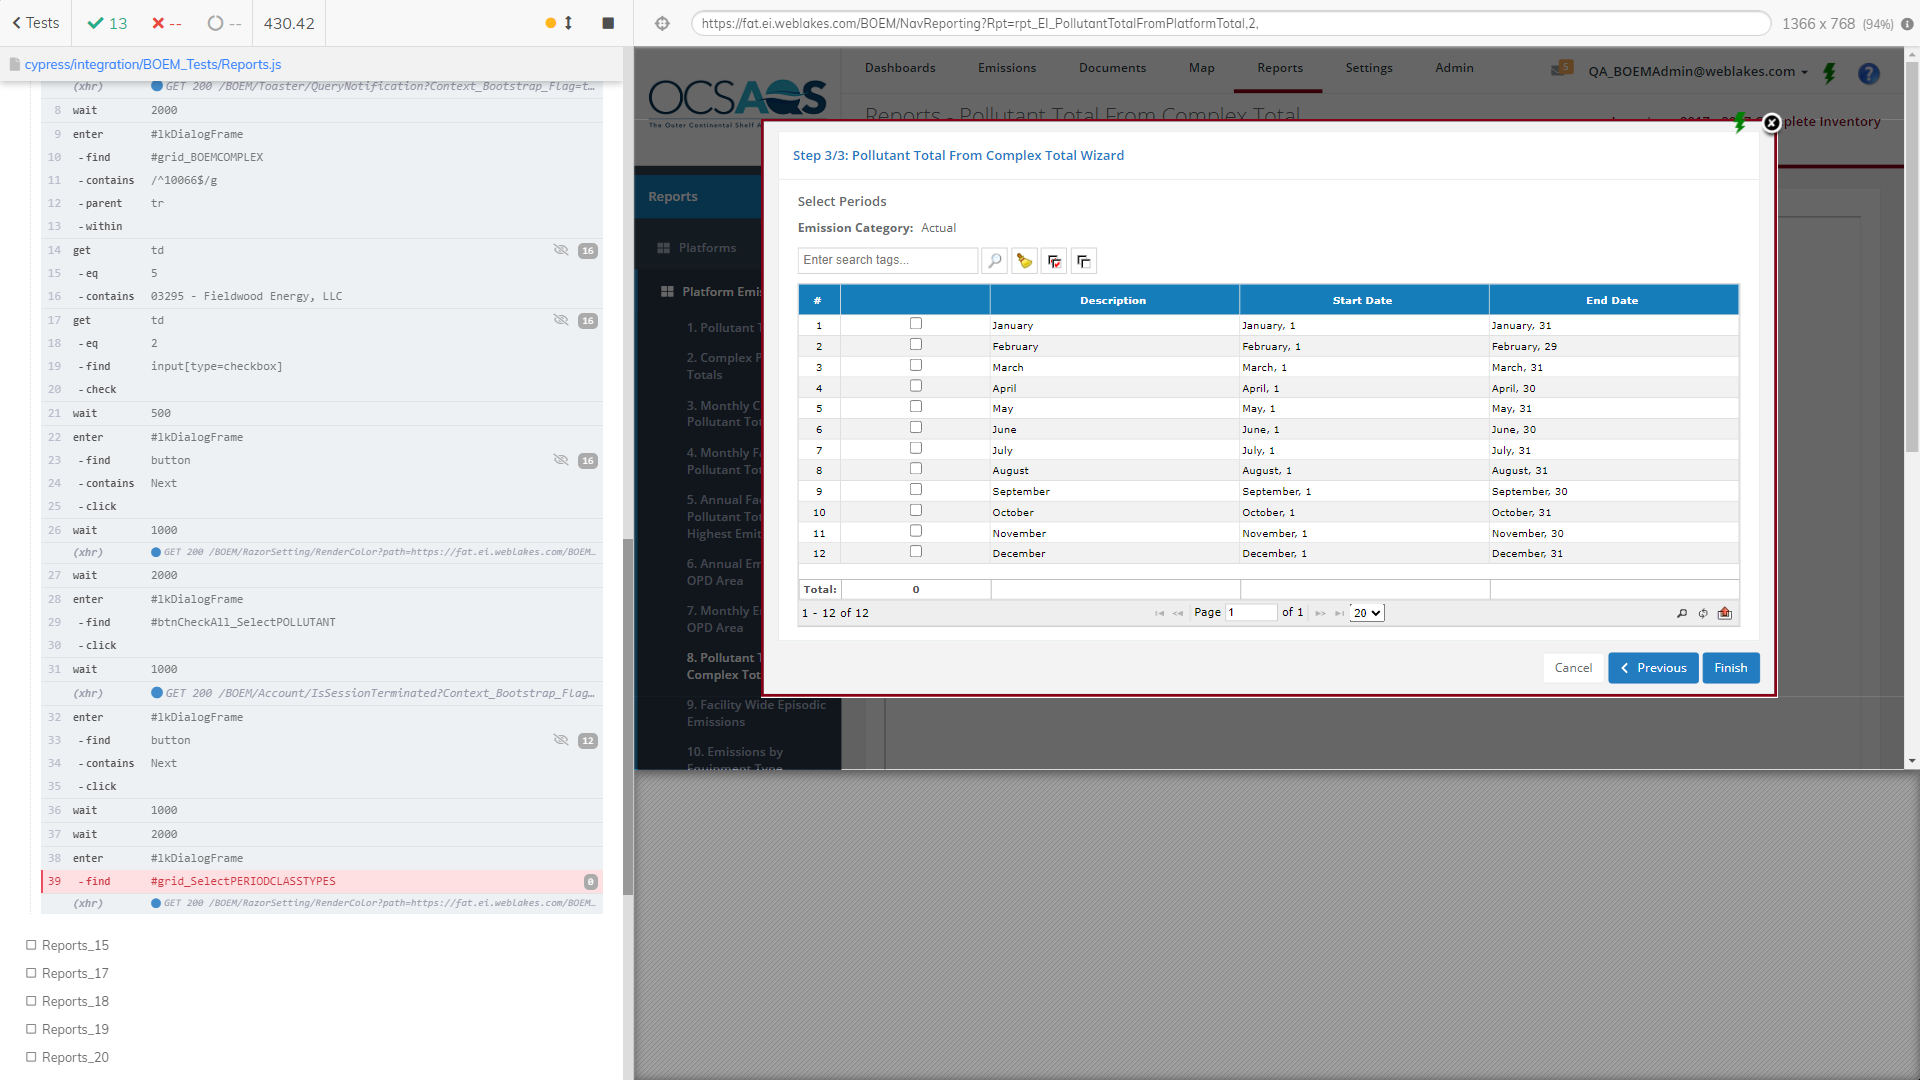 Tests
13
--
--
430.42
https://fat.ei.weblakes.com/BOEM/NavReporting?Rpt=rpt_EI_PollutantTotalFromPlatformTotal,2,
1366 x 768 (94%)
cypress/integration/BOEM_Tests/Reports.js
(xhr) GET 200 /BOEM/Toaster/QueryNotification?Context_Bootstrap_Flag=t...
8 wait 2000
9 enter #lkDialogFrame
10 -find #grid_BOEMCOMPLEX
11 -contains /^10066$/g
12 -parent tr
13 -within
14 get td 16
15 -eq 5
16 -contains 03295 - Fieldwood Energy, LLC
17 get td 16
18 -eq 2
19 -find input[type=checkbox]
20 -check
21 wait 500
22 enter #lkDialogFrame
23 -find button 16
24 -contains Next
25 -click
26 wait 1000
(xhr) GET 200 /BOEM/RazorSetting/RenderColor?path=https://fat.ei.weblakes.com/BOEM...
27 wait 2000
28 enter #lkDialogFrame
29 -find #btnCheckAll_SelectPOLLUTANT
30 -click
31 wait 1000
(xhr) GET 200 /BOEM/Account/IsSessionTerminated?Context_Bootstrap_Flag...
32 enter #lkDialogFrame
33 -find button 12
34 -contains Next
35 -click
36 wait 1000
37 wait 2000
38 enter #lkDialogFrame
39 -find #grid_SelectPERIODCLASSTYPES 0
(xhr) GET 200 /BOEM/RazorSetting/RenderColor?path=https://fat.ei.weblakes.com/BOEM...
Reports_15
Reports_17
Reports_18
Reports_19
Reports_20
OCSAQS
The Outer Continental Shelf A
Dashboards Emissions Documents Map Reports Settings Admin
5 QA_BOEMAdmin@weblakes.com
Reports - Pollutant Total From Complex Total
plete Inventory
Reports
Platforms
Platform Emis
1. Pollutant T
2. Complex P
Totals
3. Monthly C
Pollutant Tot
4. Monthly Fa
Pollutant Tot
5. Annual Fac
Pollutant Tot
Highest Emit
6. Annual Em
OPD Area
7. Monthly E
OPD Area
8. Pollutant T
Complex Tot
9. Facility Wide Episodic
Emissions
10. Emissions by
Equipment Type
Step 3/3: Pollutant Total From Complex Total Wizard
Select Periods
Emission Category: Actual
Enter search tags...
# Description Start Date End Date
1 January January, 1 January, 31
2 February February, 1 February, 29
3 March March, 1 March, 31
4 April April, 1 April, 30
5 May May, 1 May, 31
6 June June, 1 June, 30
7 July July, 1 July, 31
8 August August, 1 August, 31
9 September September, 1 September, 30
10 October October, 1 October, 31
11 November November, 1 November, 30
12 December December, 1 December, 31
Total: 0
1 - 12 of 12 Page 1 of 1 20
Cancel Previous Finish